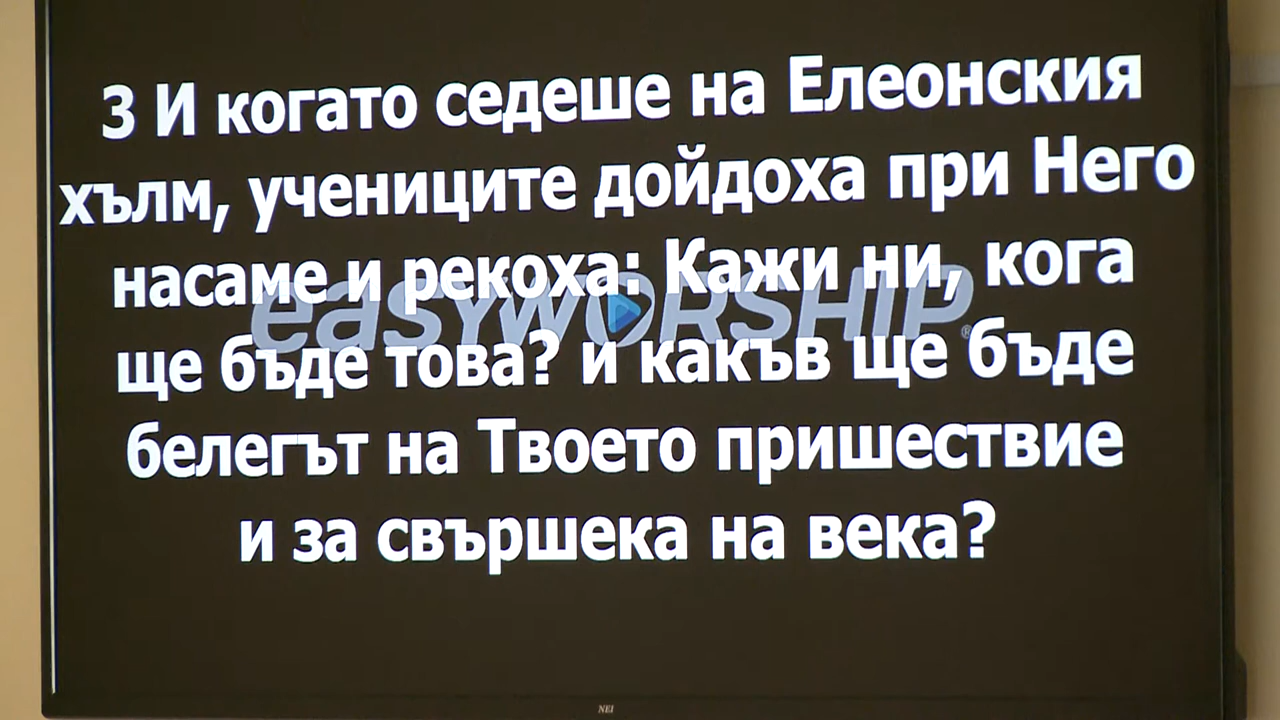 3 И когато седеше на Елеонския
хълм, учениците дойдоха при Него
насаме и рекоха: Кажи ни, кога
easyWORSHIP®
ще бъде това? и какъв ще бъде
белегът на Твоето пришествие
и за свършека на века?
NEI